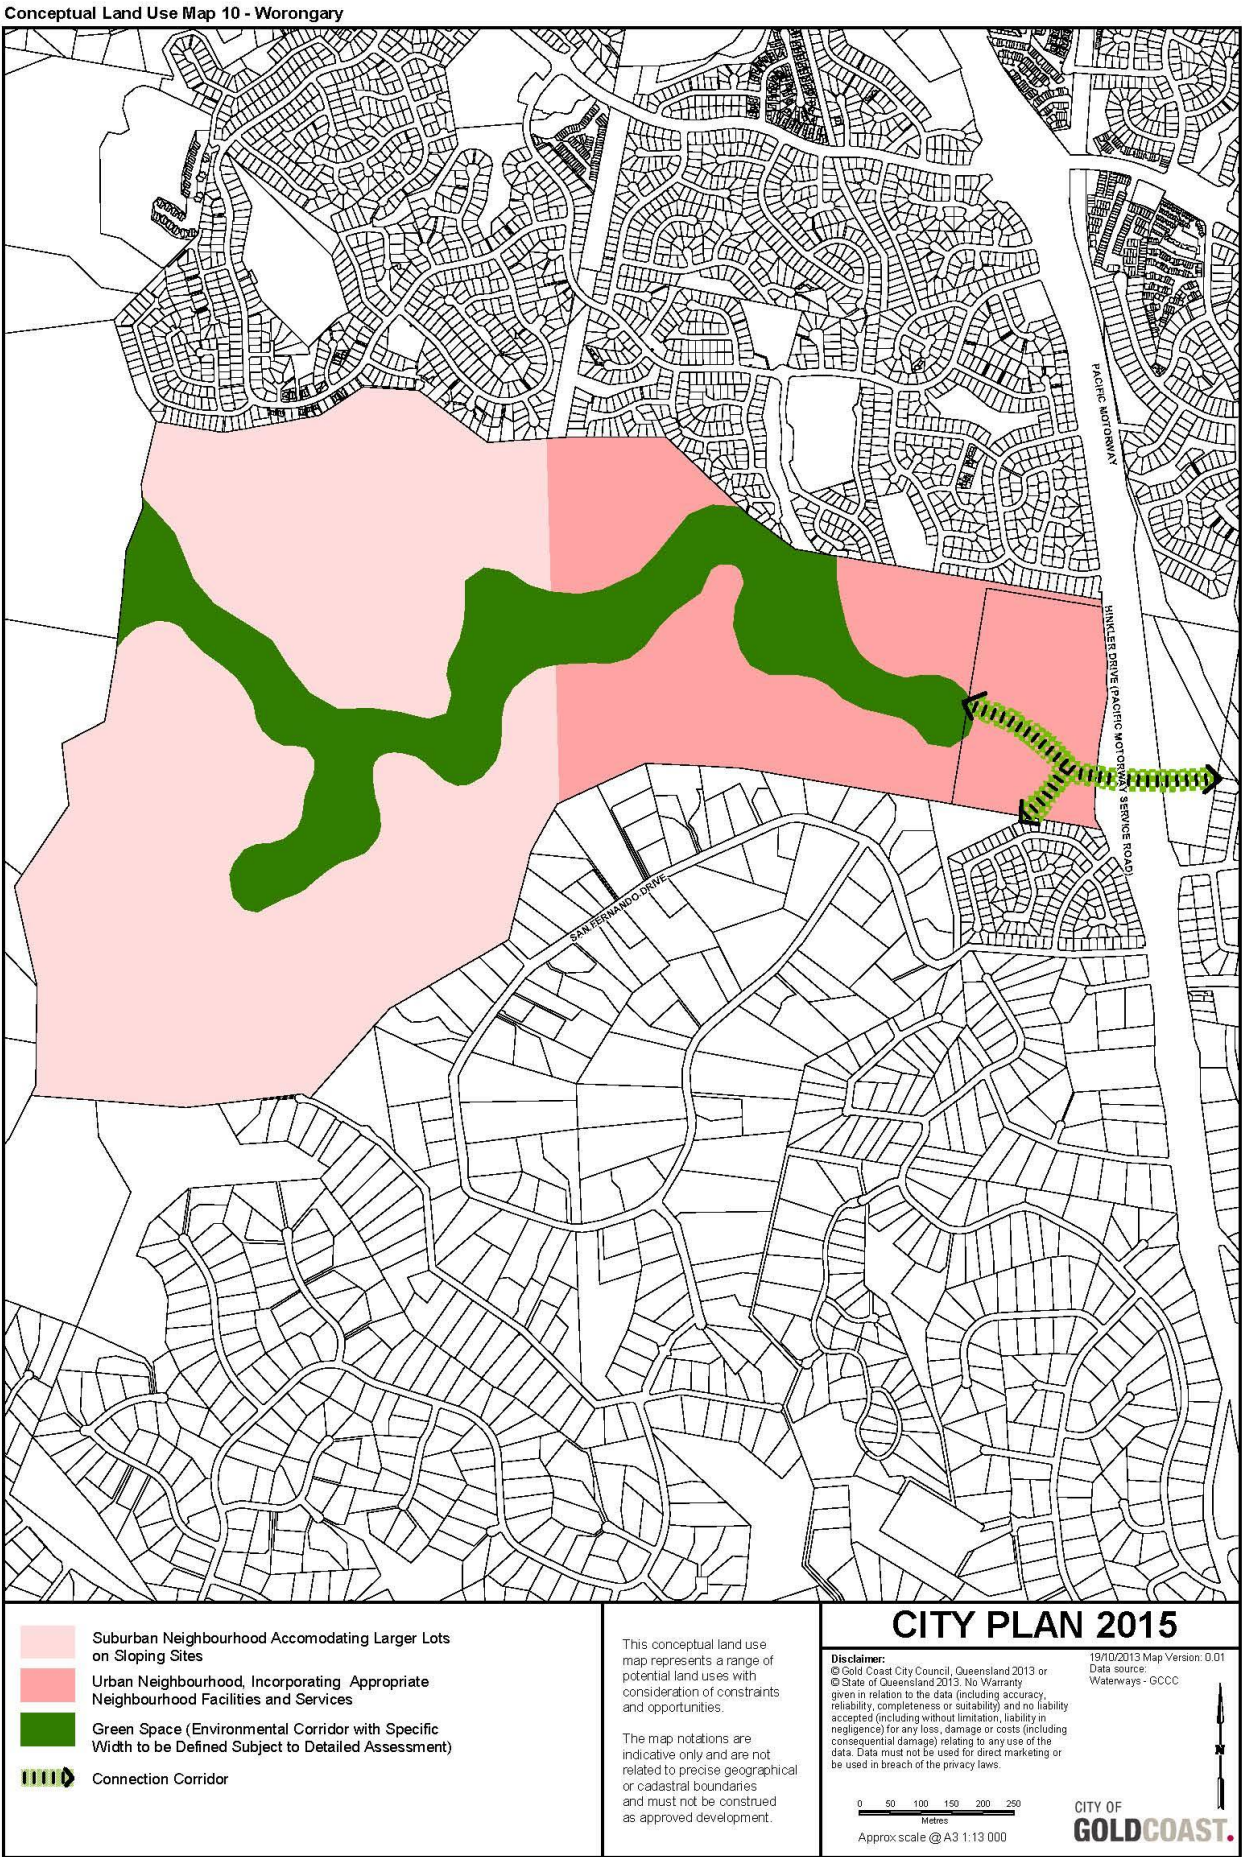 Conceptual Land Use Map 10 - Worongary
PACIFIC MOTORWAY
HINKLER DRIVE (PACIFIC MOTORWAY SERVICE ROAD)
SAN FERNANDO DRIVE
Suburban Neighbourhood Accomodating Larger Lots
on Sloping Sites
Urban Neighbourhood, Incorporating Appropriate
Neighbourhood Facilities and Services
Green Space (Environmental Corridor with Specific
Width to be Defined Subject to Detailed Assessment)
Connection Corridor
This conceptual land use
map represents a range of
potential land uses with
consideration of constraints
and opportunities.
The map notations are
indicative only and are not
related to precise geographical
or cadastral boundaries
and must not be construed
as approved development.
CITY PLAN 2015
Disclaimer:
© Gold Coast City Council, Queensland 2013 or
© State of Queensland 2013. No Warranty
given in relation to the data (including accuracy,
reliability, completeness or suitability) and no liability
accepted (including without limitation, liability in
negligence) for any loss, damage or costs (including
consequential damage) relating to any use of the
data. Data must not be used for direct marketing or
be used in breach of the privacy laws.
19/10/2013 Map Version: 0.01
Data source:
Waterways - GCCC
N
0 50 100 150 200 250
Metres
Approx scale @ A3 1:13 000
CITY OF
GOLDCOAST.